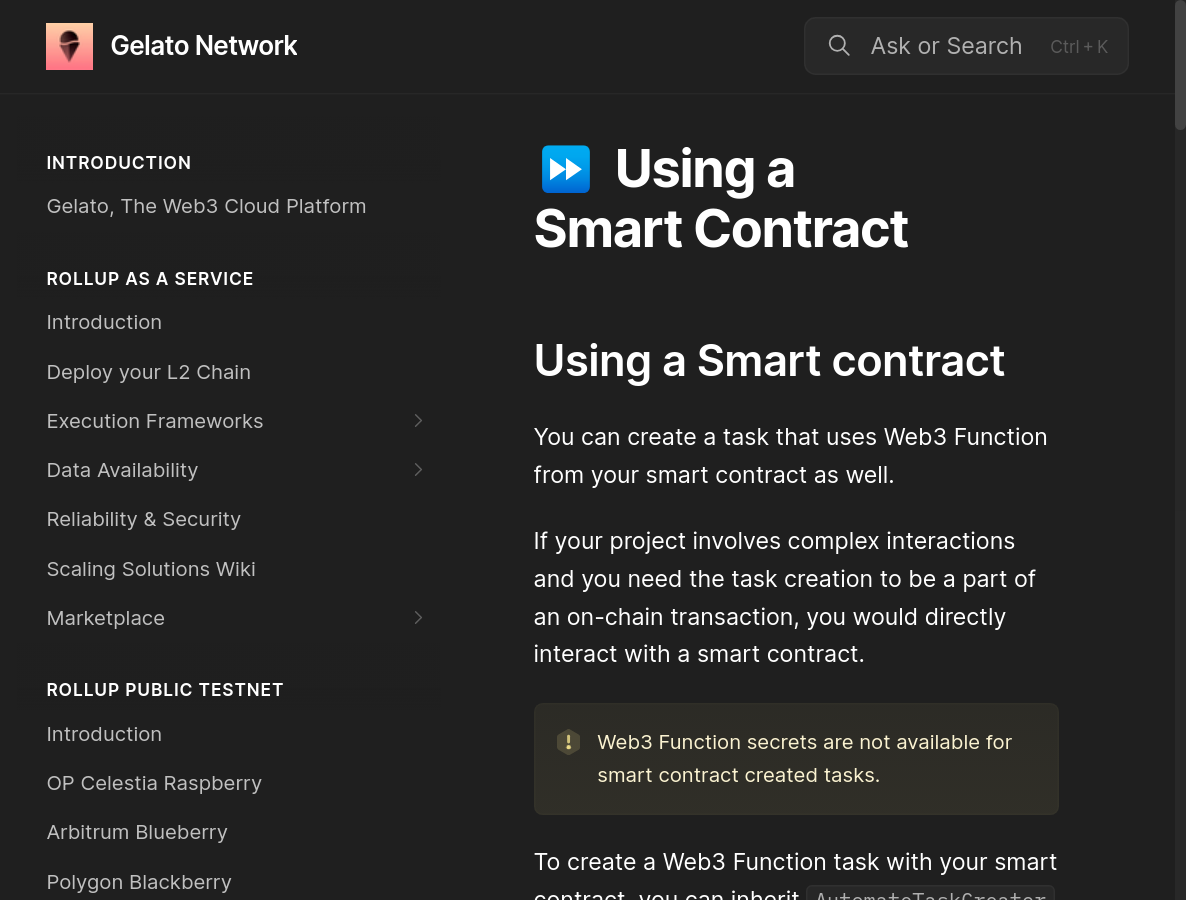 Gelato Network
Ask or Search Ctrl + K
INTRODUCTION
Gelato, The Web3 Cloud Platform
ROLLUP AS A SERVICE
Introduction
Deploy your L2 Chain
Execution Frameworks
Data Availability
Reliability & Security
Scaling Solutions Wiki
Marketplace
ROLLUP PUBLIC TESTNET
Introduction
OP Celestia Raspberry
Arbitrum Blueberry
Polygon Blackberry
Using a
Smart Contract
Using a Smart contract
You can create a task that uses Web3 Function
from your smart contract as well.
If your project involves complex interactions
and you need the task creation to be a part of
an on-chain transaction, you would directly
interact with a smart contract.
Web3 Function secrets are not available for
smart contract created tasks.
To create a Web3 Function task with your smart
contract, you can inherit AutomateTaskCreator